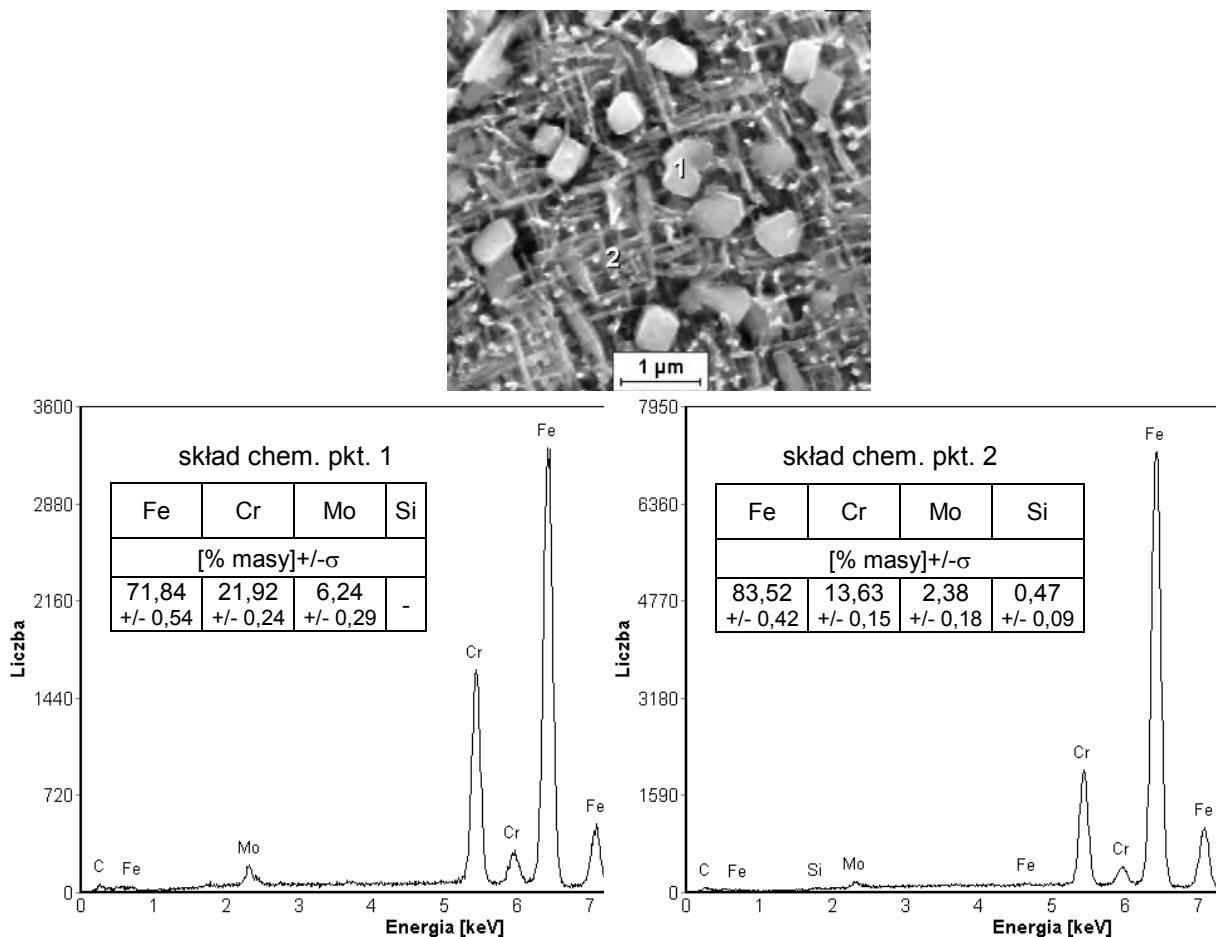 1
2
1 µm
3600
2880
2160
1440
720
0
Liczba
skład chem. pkt. 1
Fe Cr Mo Si
[% masy]+/-σ
71,84 21,92 6,24 -
+/- 0,54 +/- 0,24 +/- 0,29
C Fe Mo Cr Cr Fe Fe
0 1 2 3 4 5 6 7
Energia [keV]
7950
6360
4770
3180
1590
0
Liczba
skład chem. pkt. 2
Fe Cr Mo Si
[% masy]+/-σ
83,52 13,63 2,38 0,47
+/- 0,42 +/- 0,15 +/- 0,18 +/- 0,09
C Fe Si Mo Fe Cr Cr Fe Fe
0 1 2 3 4 5 6 7
Energia [keV]